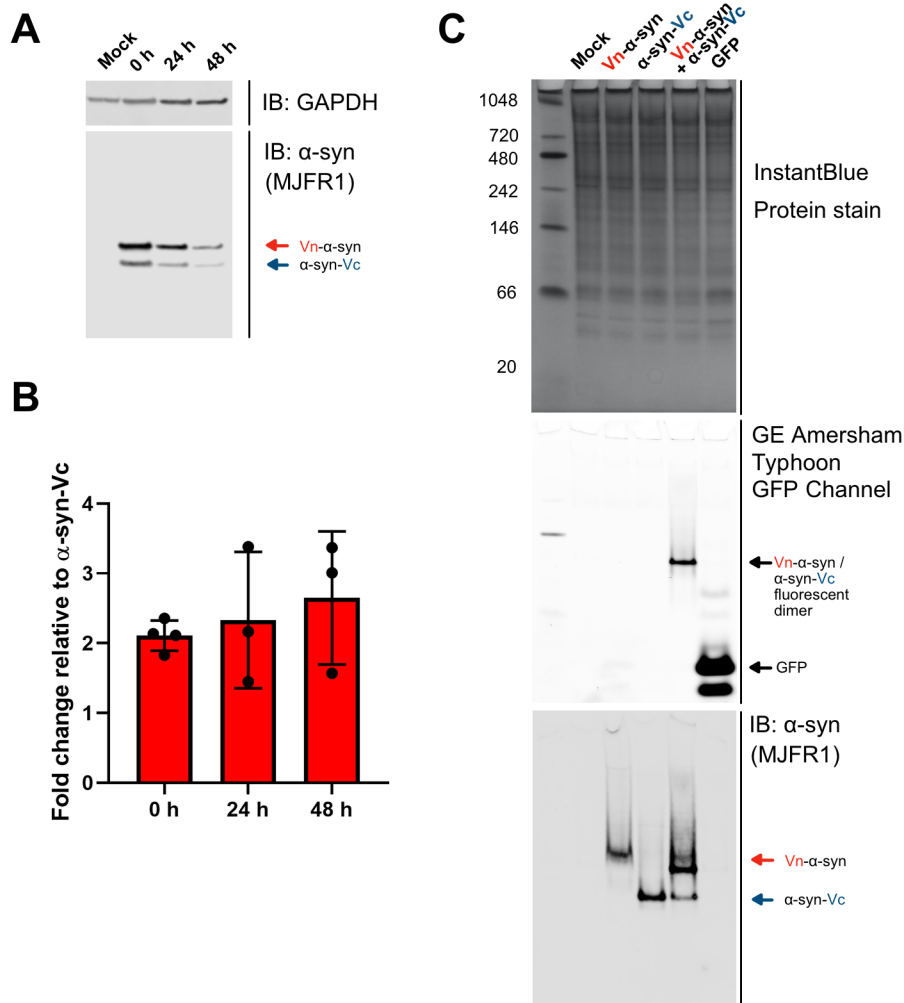 A
Mock
0 h
24 h
48 h
IB: GAPDH
IB: α-syn
(MJFR1)
Vn-α-syn
α-syn-Vc
B
Fold change relative to α-syn-Vc
4
3
2
1
0
0 h
24 h
48 h
C
Mock
Vn-α-syn
α-syn-Vc
Vn-α-syn
+ α-syn-Vc
GFP
1048
720
480
242
146
66
20
InstantBlue
Protein stain
GE Amersham
Typhoon
GFP Channel
Vn-α-syn /
α-syn-Vc
fluorescent
dimer
GFP
IB: α-syn
(MJFR1)
Vn-α-syn
α-syn-Vc